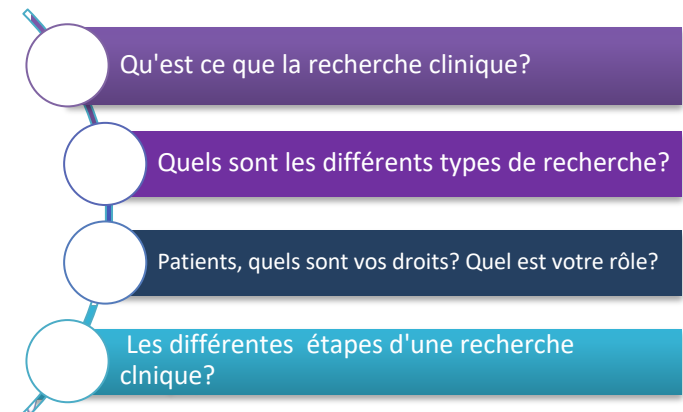 Qu'est ce que la recherche clinique?
Quels sont les différents types de recherche?
Patients, quels sont vos droits? Quel est votre rôle?
Les différentes étapes d'une recherche
clnique?